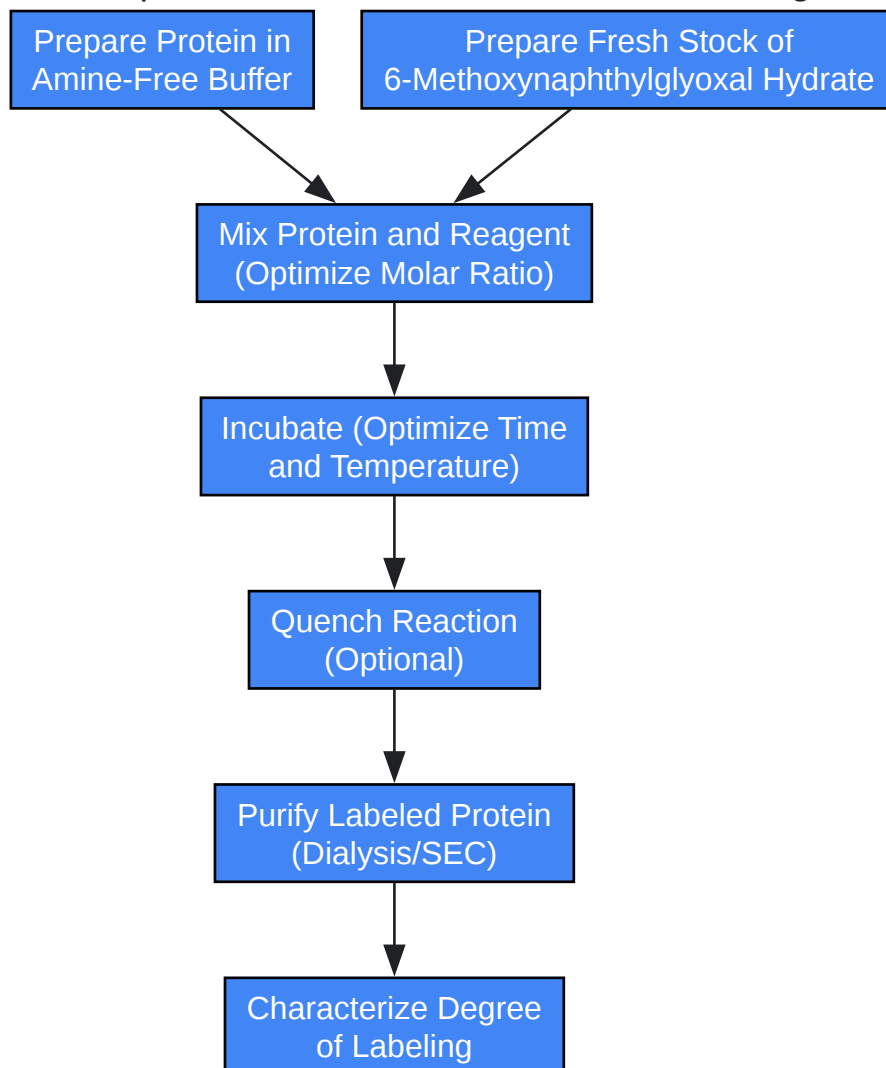 Prepare Protein in
Amine-Free Buffer
Prepare Fresh Stock of
6-Methoxynaphthylglyoxal Hydrate
Mix Protein and Reagent
(Optimize Molar Ratio)
Incubate (Optimize Time
and Temperature)
Quench Reaction
(Optional)
Purify Labeled Protein
(Dialysis/SEC)
Characterize Degree
of Labeling